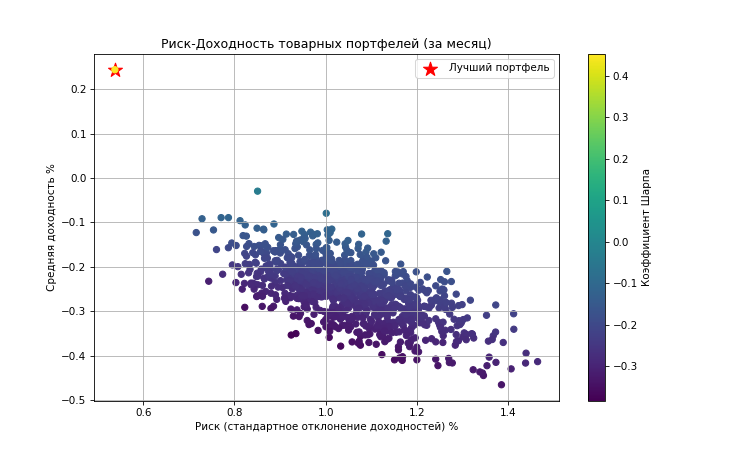 Риск-Доходность товарных портфелей (за месяц)
Лучший портфель
Средняя доходность %
0.2
0.1
0.0
−0.1
−0.2
−0.3
−0.4
−0.5
0.6 0.8 1.0 1.2 1.4
Риск (стандартное отклонение доходностей) %
0.4
0.3
0.2
0.1
0.0
−0.1
−0.2
−0.3
Коэффициент Шарпа